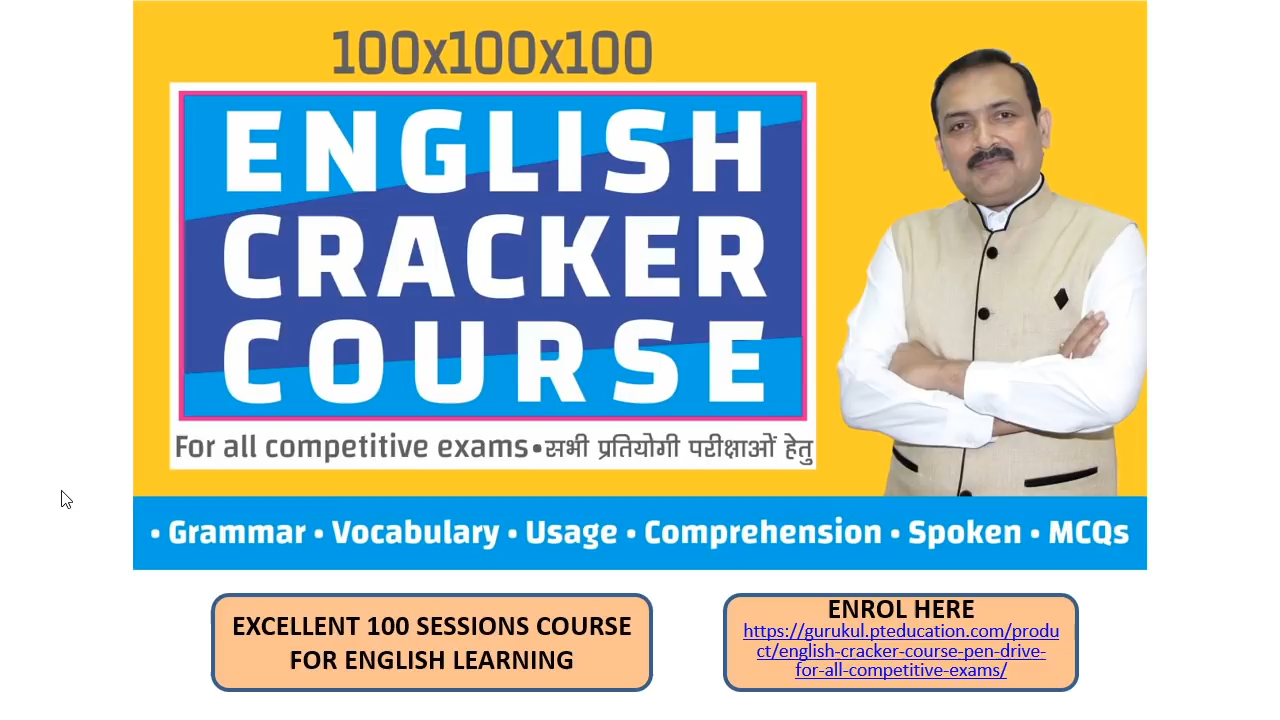 100x100x100
ENGLISH
CRACKER
COURSE
For all competitive exams•सभी प्रतियोगी परीक्षाओं हेतु
• Grammar • Vocabulary • Usage • Comprehension • Spoken • MCQs
EXCELLENT 100 SESSIONS COURSE
FOR ENGLISH LEARNING
ENROL HERE
https://gurukul.pteducation.com/produ
ct/english-cracker-course-pen-drive-
for-all-competitive-exams/